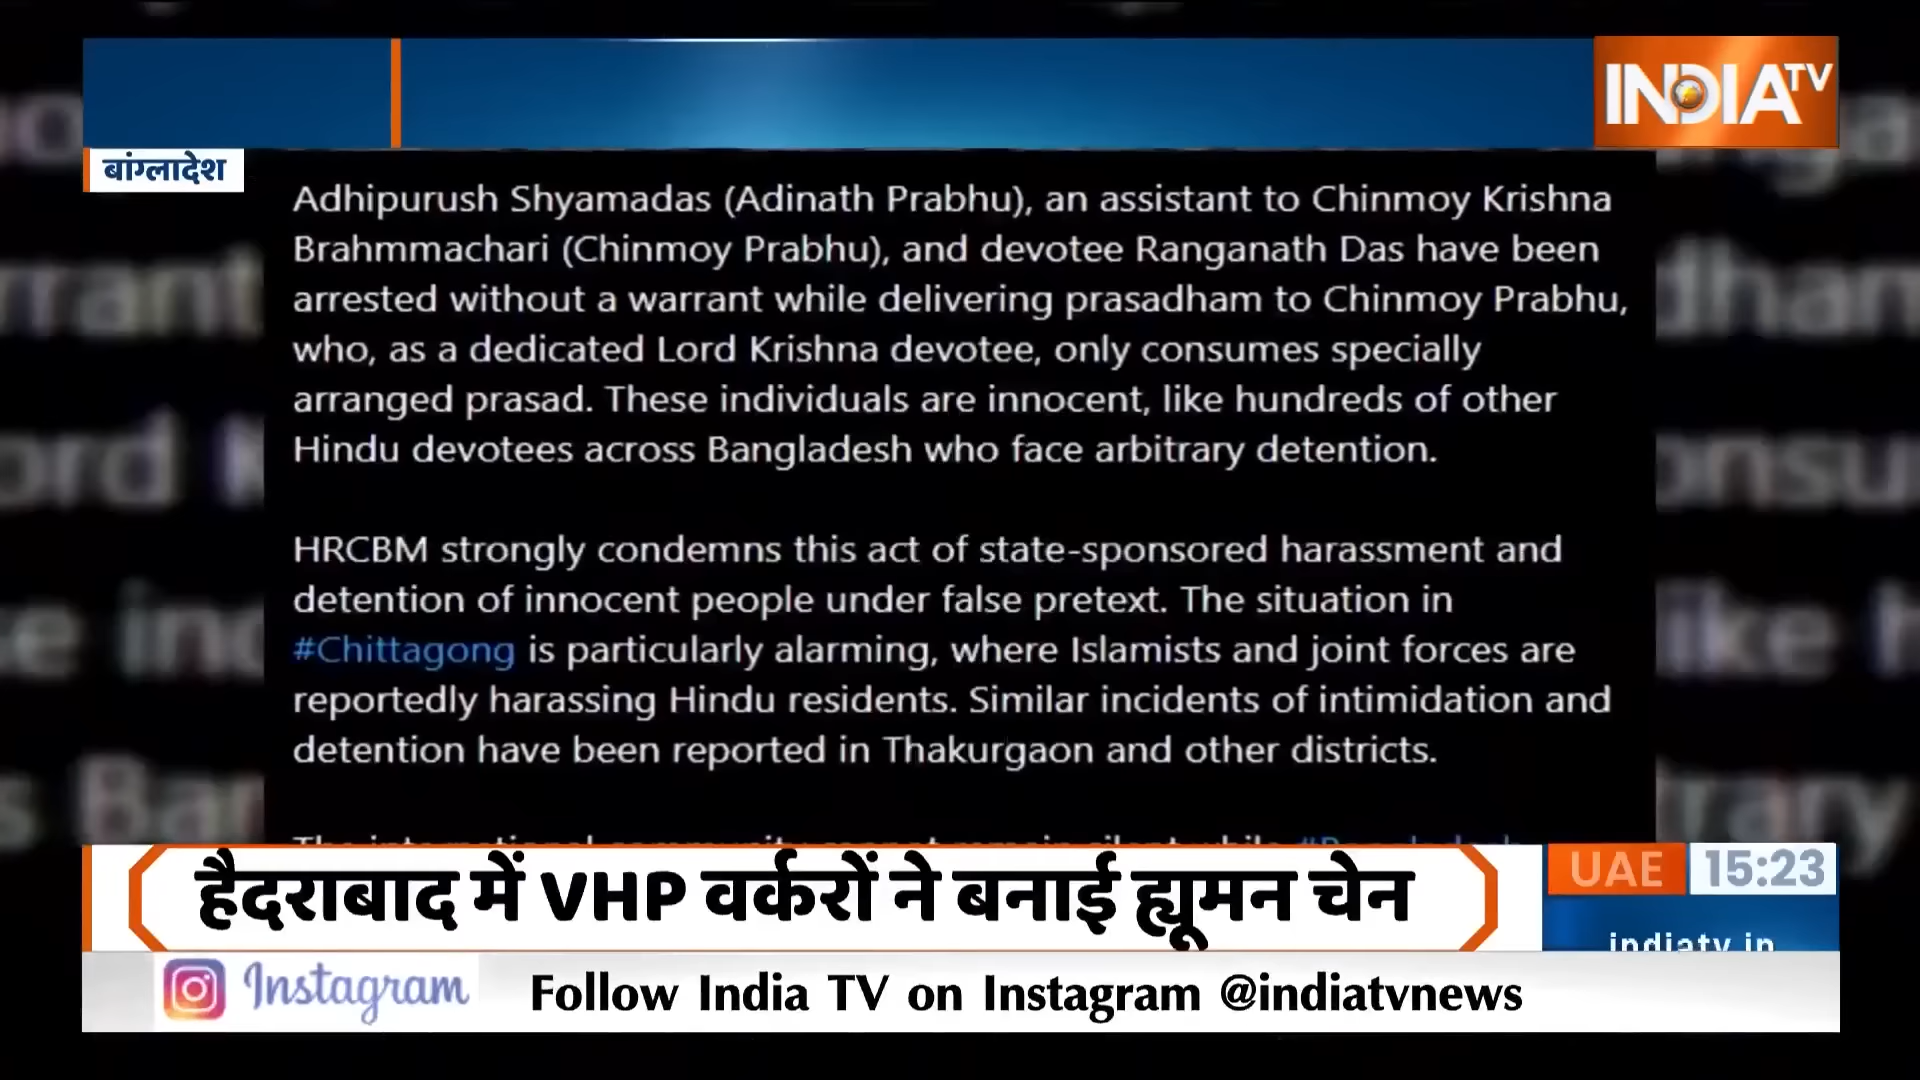 INDIA TV
बांग्लादेश
Adhipurush Shyamadas (Adinath Prabhu), an assistant to Chinmoy Krishna
Brahmmachari (Chinmoy Prabhu), and devotee Ranganath Das have been
arrested without a warrant while delivering prasadham to Chinmoy Prabhu,
who, as a dedicated Lord Krishna devotee, only consumes specially
arranged prasad. These individuals are innocent, like hundreds of other
Hindu devotees across Bangladesh who face arbitrary detention.
HRCBM strongly condemns this act of state-sponsored harassment and
detention of innocent people under false pretext. The situation in
#Chittagong is particularly alarming, where Islamists and joint forces are
reportedly harassing Hindu residents. Similar incidents of intimidation and
detention have been reported in Thakurgaon and other districts.
हैदराबाद में VHP वर्करों ने बनाई ह्यूमन चेन
UAE 15:23
indiatv.in
Instagram Follow India TV on Instagram @indiatvnews